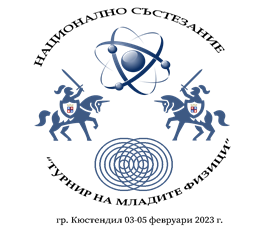 НАЦИОНАЛНО СЪСТЕЗАНИЕ
"ТУРНИР НА МЛАДИТЕ ФИЗИЦИ"
гр. Кюстендил 03-05 февруари 2023 г.